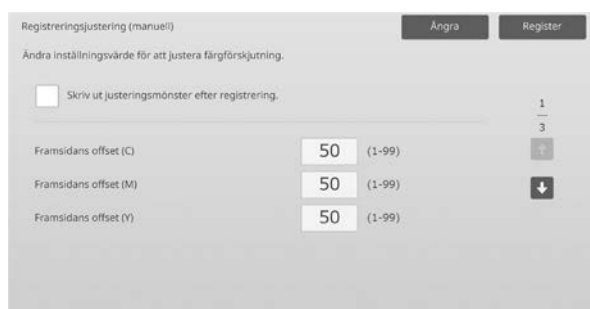 Registreringsjustering (manuell)
Ångra
Register
Ändra inställningsvärde för att justera färgförskjutning.
Skriv ut justeringsmönster efter registrering.
1
3
Framsidans offset (C)
50
(1-99)
Framsidans offset (M)
50
(1-99)
Framsidans offset (Y)
50
(1-99)